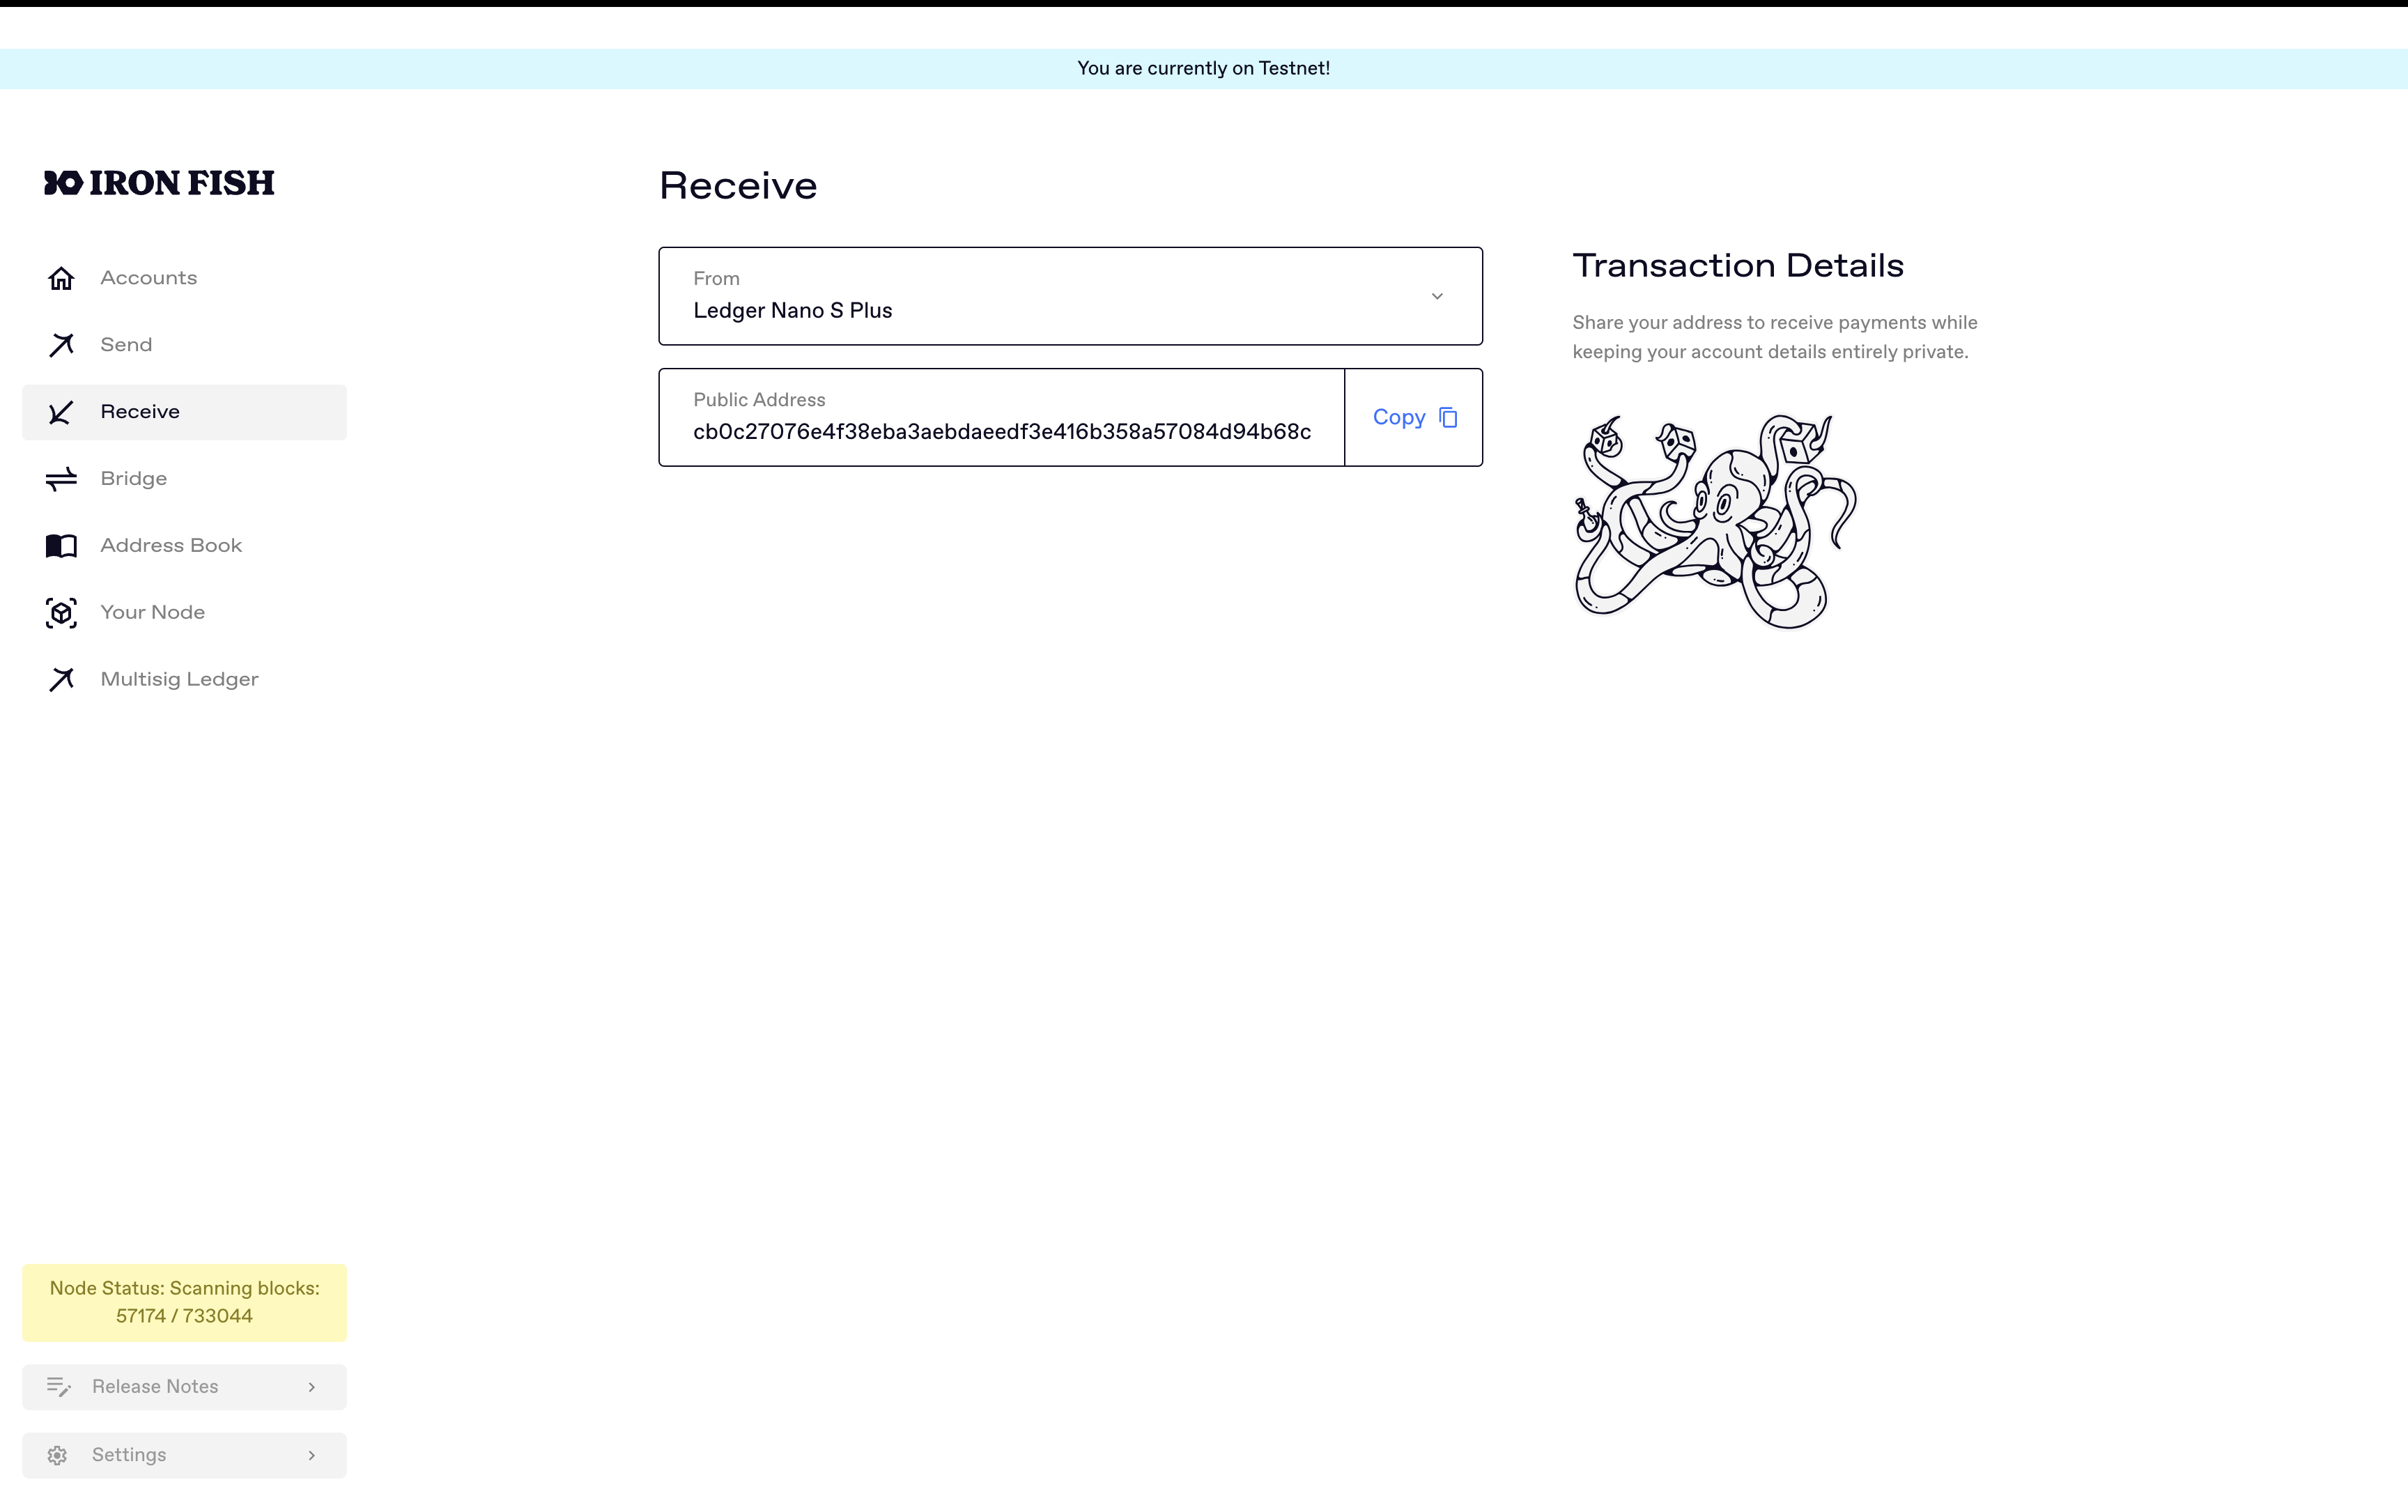 You are currently on Testnet!
IRON FISH
Accounts
Send
Receive
Bridge
Address Book
Your Node
Multisig Ledger
Node Status: Scanning blocks:
57174 / 733044
Release Notes
Settings
Receive
From
Ledger Nano S Plus
Public Address
cb0c27076e4f38eba3aebdaeedf3e416b358a57084d94b68c
Copy
Transaction Details
Share your address to receive payments while
keeping your account details entirely private.